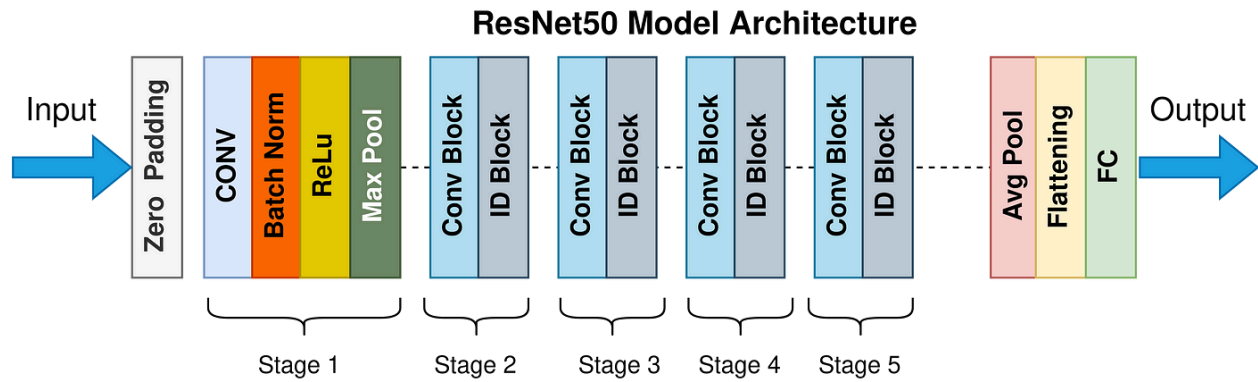 ResNet50 Model Architecture
Input
Zero Padding
CONV
Batch Norm
ReLu
Max Pool
Conv Block
ID Block
Conv Block
ID Block
Conv Block
ID Block
Conv Block
ID Block
Avg Pool
Flattening
FC
Output
Stage 1
Stage 2
Stage 3
Stage 4
Stage 5